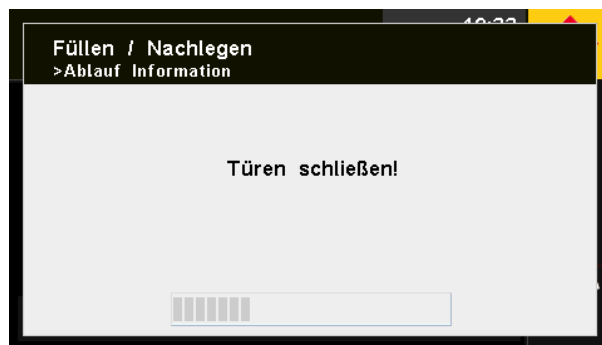 Füllen / Nachlegen
>Ablauf Information
Türen schließen!